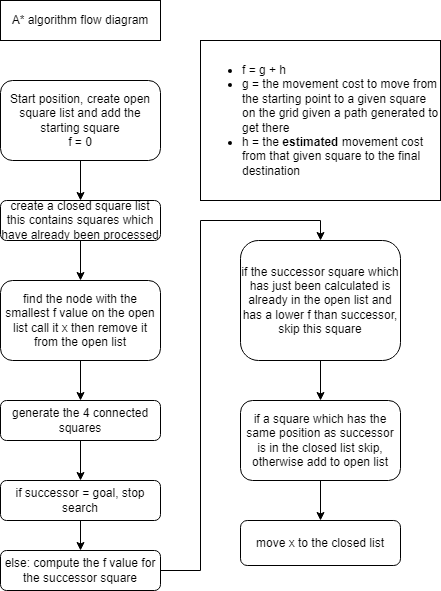 A* algorithm flow diagram
Start position, create open
square list and add the
starting square
f = 0
create a closed square list
this contains squares which
have already been processed
find the node with the
smallest f value on the open
list call it x then remove it
from the open list
generate the 4 connected
squares
if successor = goal, stop
search
else: compute the f value for
the successor square
f = g + h
g = the movement cost to move from
the starting point to a given square
on the grid given a path generated to
get there
h = the estimated movement cost
from that given square to the final
destination
if the successor square which
has just been calculated is
already in the open list and
has a lower f than successor,
skip this square
if a square which has the
same position as successor
is in the closed list skip,
otherwise add to open list
move x to the closed list